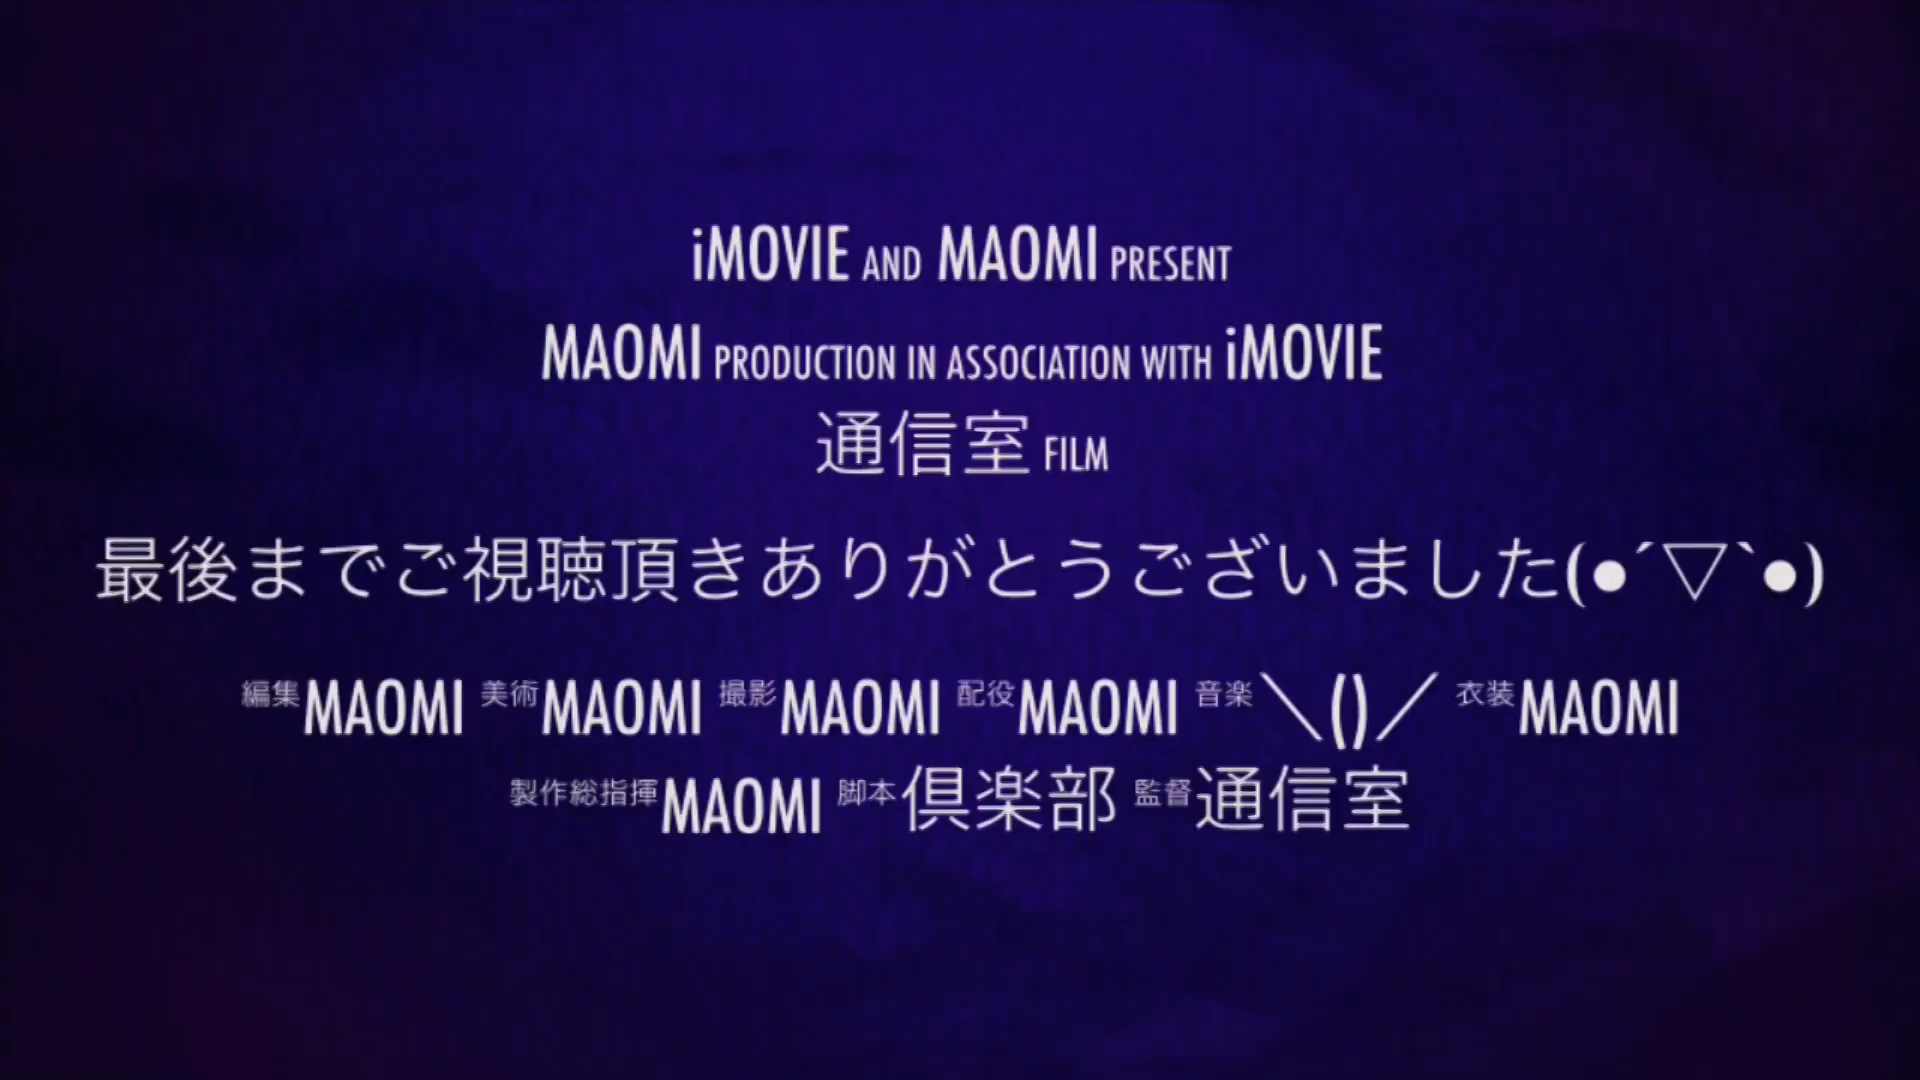 iMOVIE AND MAOMI PRESENT
MAOMI PRODUCTION IN ASSOCIATION WITH iMOVIE
通信室 FILM
最後までご視聴頂きありがとうございました(●´▽`●)
編集MAOMI 美術MAOMI 撮影MAOMI 配役MAOMI 音楽＼()／ 衣装MAOMI
製作総指揮MAOMI 脚本倶楽部 監督通信室